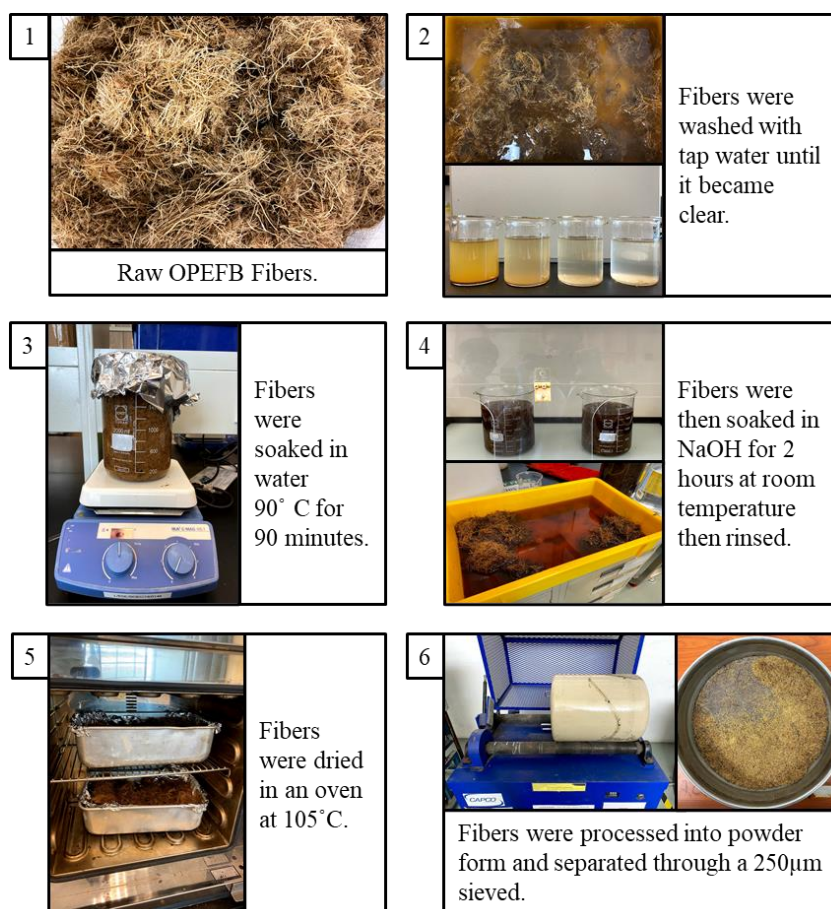 1
Raw OPEFB Fibers.
2
Fibers were
washed with
tap water until
it became
clear.
3
Fibers
were
soaked in
water
90˚ C for
90 minutes.
4
Fibers were
then soaked in
NaOH for 2
hours at room
temperature
then rinsed.
5
Fibers
were dried
in an oven
at 105˚C.
6
CAPCO
Fibers were processed into powder
form and separated through a 250µm
sieved.